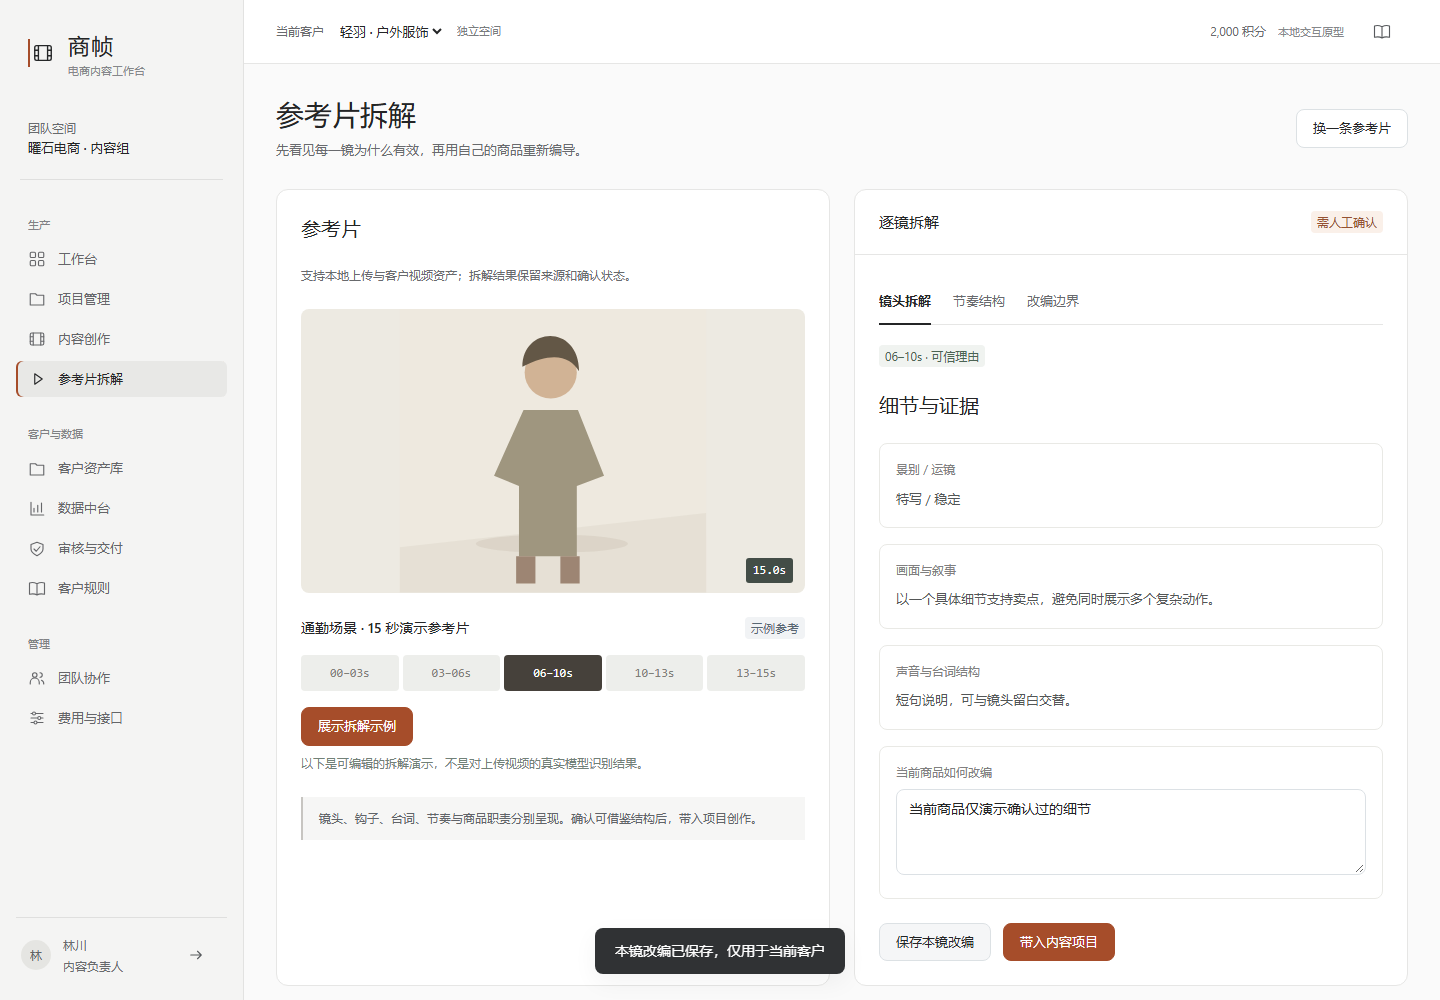 商帧
电商内容工作台
团队空间
曜石电商 · 内容组
生产
工作台
项目管理
内容创作
参考片拆解
客户与数据
客户资产库
数据中台
审核与交付
客户规则
管理
团队协作
费用与接口
林
林川
内容负责人
当前客户 轻羽 · 户外服饰 独立空间
2,000 积分 本地交互原型
参考片拆解
先看见每一镜为什么有效，再用自己的商品重新编导。
换一条参考片
参考片
支持本地上传与客户视频资产；拆解结果保留来源和确认状态。
15.0s
通勤场景 · 15 秒演示参考片
示例参考
00–03s 03–06s 06–10s 10–13s 13–15s
展示拆解示例
以下是可编辑的拆解演示，不是对上传视频的真实模型识别结果。
镜头、钩子、台词、节奏与商品职责分别呈现。确认可借鉴结构后，带入项目创作。
逐镜拆解
需人工确认
镜头拆解 节奏结构 改编边界
06–10s · 可信理由
细节与证据
景别 / 运镜
特写 / 稳定
画面与叙事
以一个具体细节支持卖点，避免同时展示多个复杂动作。
声音与台词结构
短句说明，可与镜头留白交替。
当前商品如何改编
当前商品仅演示确认过的细节
保存本镜改编 带入内容项目
本镜改编已保存，仅用于当前客户